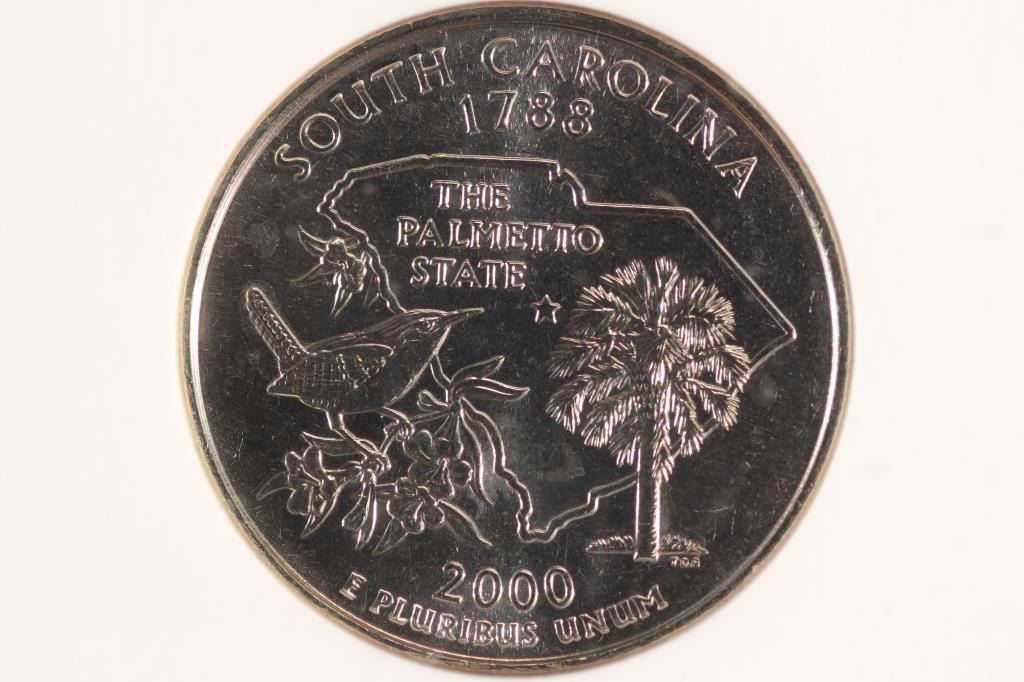 SOUTH CAROLINA
1788
THE
PALMETTO
STATE
2000
E PLURIBUS UNUM